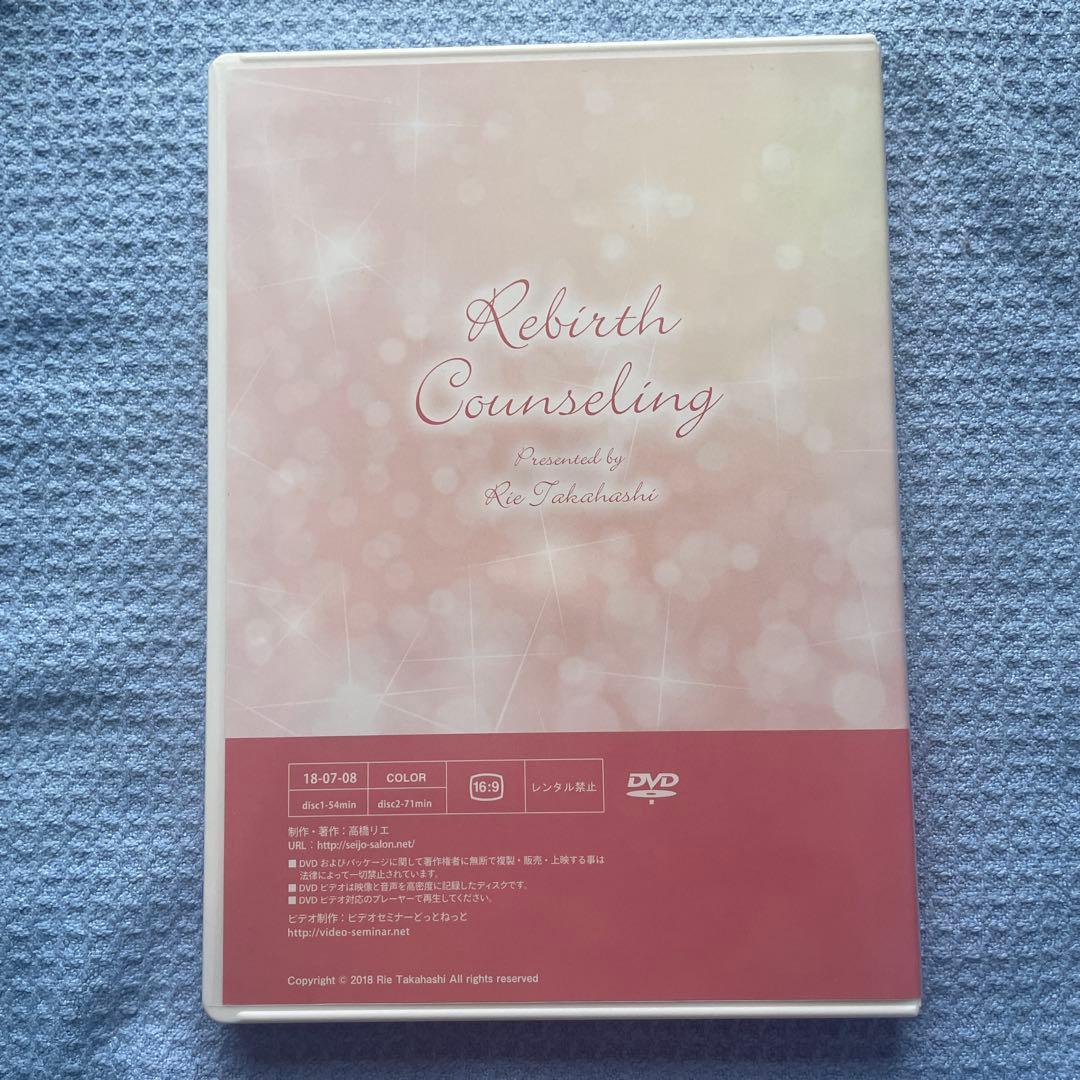 Rebirth
Counseling
Presented by
Rie Takahashi
18-07-08
COLOR
16:9
レンタル禁止
DVD
disc1-54min
disc2-71min
制作・著作：高橋リエ
URL：http://seijo-salon.net/
■ DVD およびパッケージに関して著作権者に無断で複製・販売・上映する事は
法律によって一切禁止されています。
■ DVD ビデオは映像と音声を高密度に記録したディスクです。
■ DVD ビデオ対応のプレーヤーで再生してください。
ビデオ制作：ビデオセミナーどっとねっと
http://video-seminar.net
Copyright © 2018 Rie Takahashi All rights reserved